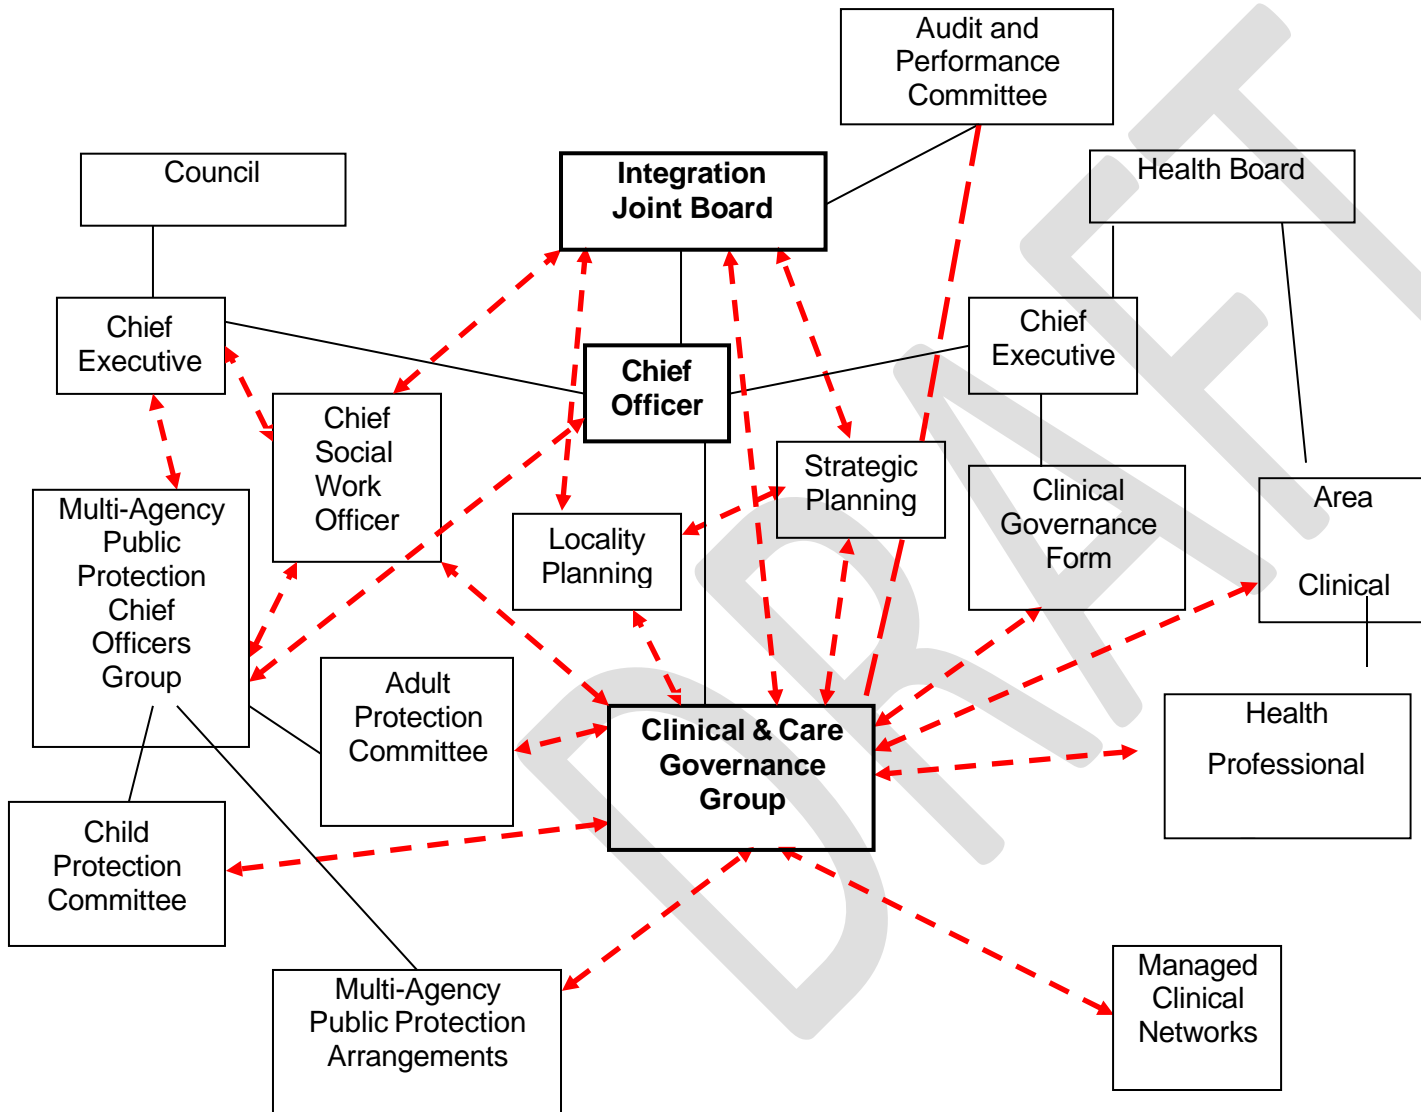 Audit and
Performance
Committee
Council
Integration
Joint Board
Health Board
Chief
Executive
Chief
Officer
Chief
Executive
Chief
Social
Work
Officer
Strategic
Planning
Multi-Agency
Public
Protection
Chief
Officers
Group
Locality
Planning
Clinical
Governance
Form
Area
Clinical
Adult
Protection
Committee
Clinical & Care
Governance
Group
Health
Professional
Child
Protection
Committee
Multi-Agency
Public Protection
Arrangements
Managed
Clinical
Networks
DRAFT